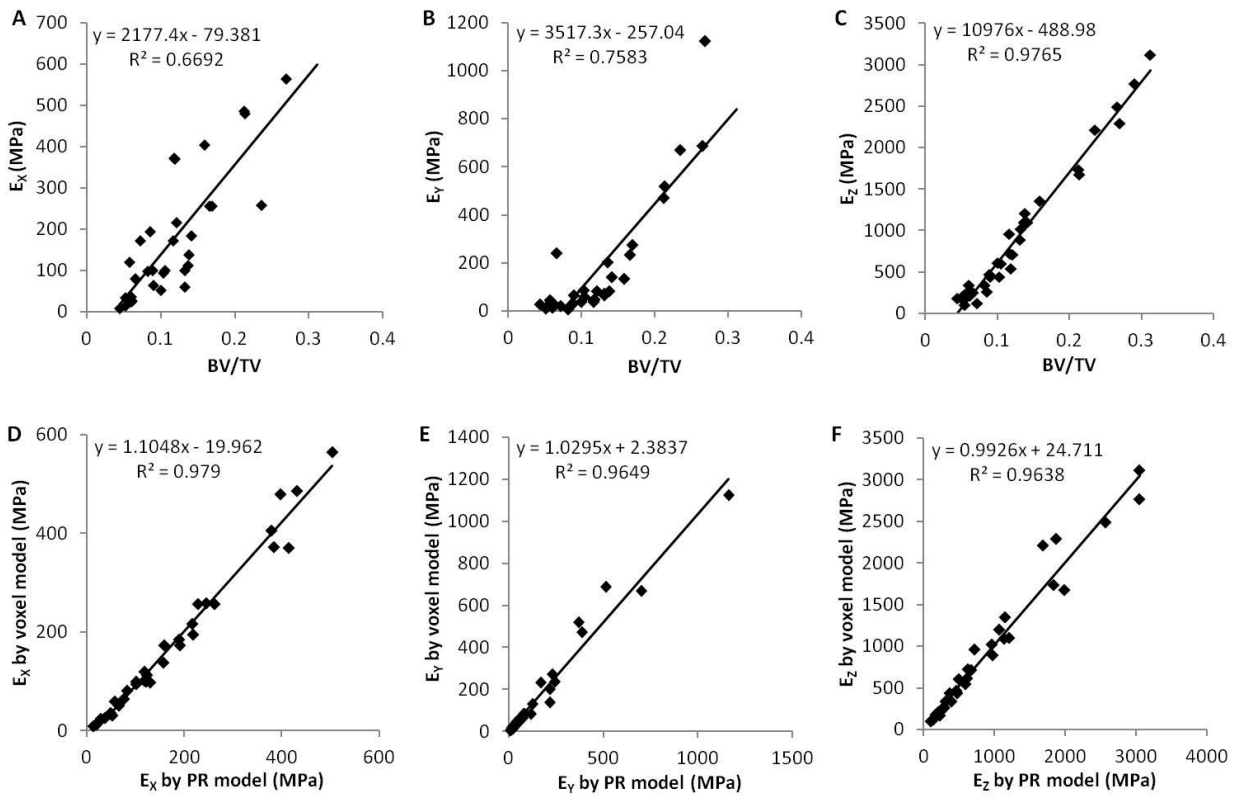 A
y = 2177.4x - 79.381
R² = 0.6692
700
600
500
400
300
200
100
0
E_X (MPa)
0 0.1 0.2 0.3 0.4
BV/TV
B
y = 3517.3x - 257.04
R² = 0.7583
1200
1000
800
600
400
200
0
E_Y (MPa)
0 0.1 0.2 0.3 0.4
BV/TV
C
y = 10976x - 488.98
R² = 0.9765
3500
3000
2500
2000
1500
1000
500
0
E_Z (MPa)
0 0.1 0.2 0.3 0.4
BV/TV
D
y = 1.1048x - 19.962
R² = 0.979
600
400
200
0
E_X by voxel model (MPa)
0 200 400 600
E_X by PR model (MPa)
E
y = 1.0295x + 2.3837
R² = 0.9649
1400
1200
1000
800
600
400
200
0
E_Y by voxel model (MPa)
0 500 1000 1500
E_Y by PR model (MPa)
F
y = 0.9926x + 24.711
R² = 0.9638
3500
3000
2500
2000
1500
1000
500
0
E_Z by voxel model (MPa)
0 1000 2000 3000 4000
E_Z by PR model (MPa)